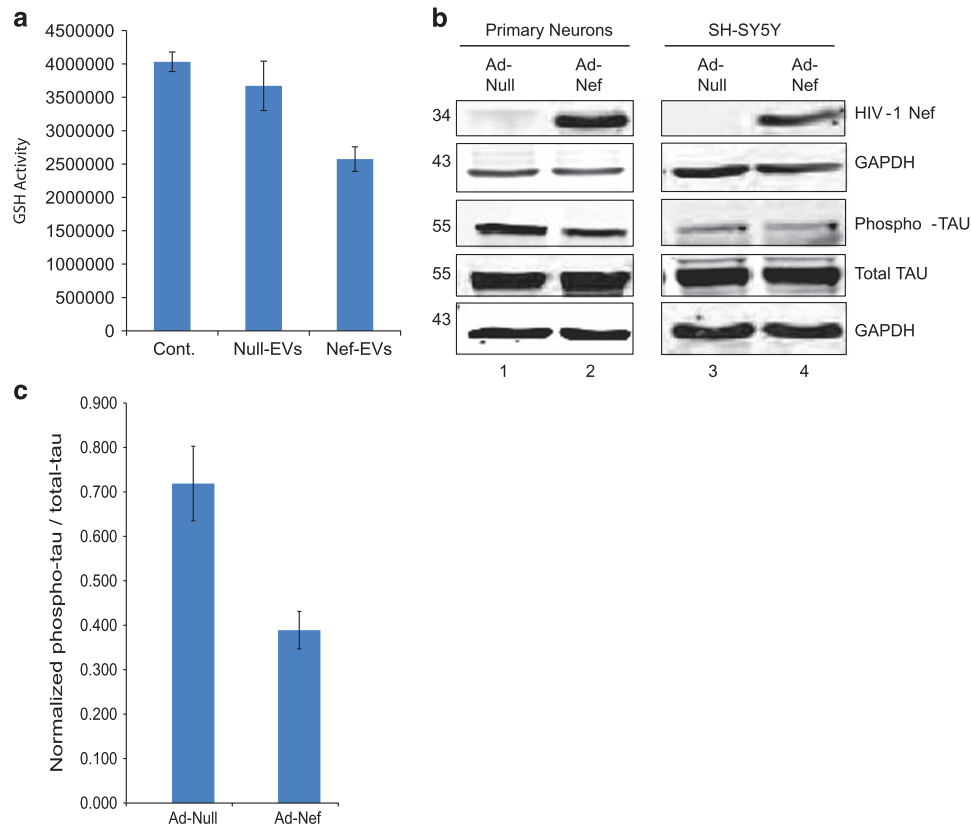 a
4500000
4000000
3500000
3000000
2500000
2000000
1500000
1000000
500000
0
GSH Activity
Cont. Null-EVs Nef-EVs
b
Primary Neurons SH-SY5Y
Ad- Ad- Ad- Ad-
Null Nef Null Nef
34 HIV-1 Nef
43 GAPDH
55 Phospho -TAU
55 Total TAU
43 GAPDH
1 2 3 4
c
0.900
0.800
0.700
0.600
0.500
0.400
0.300
0.200
0.100
0.000
Normalized phospho-tau / total-tau
Ad-Null Ad-Nef